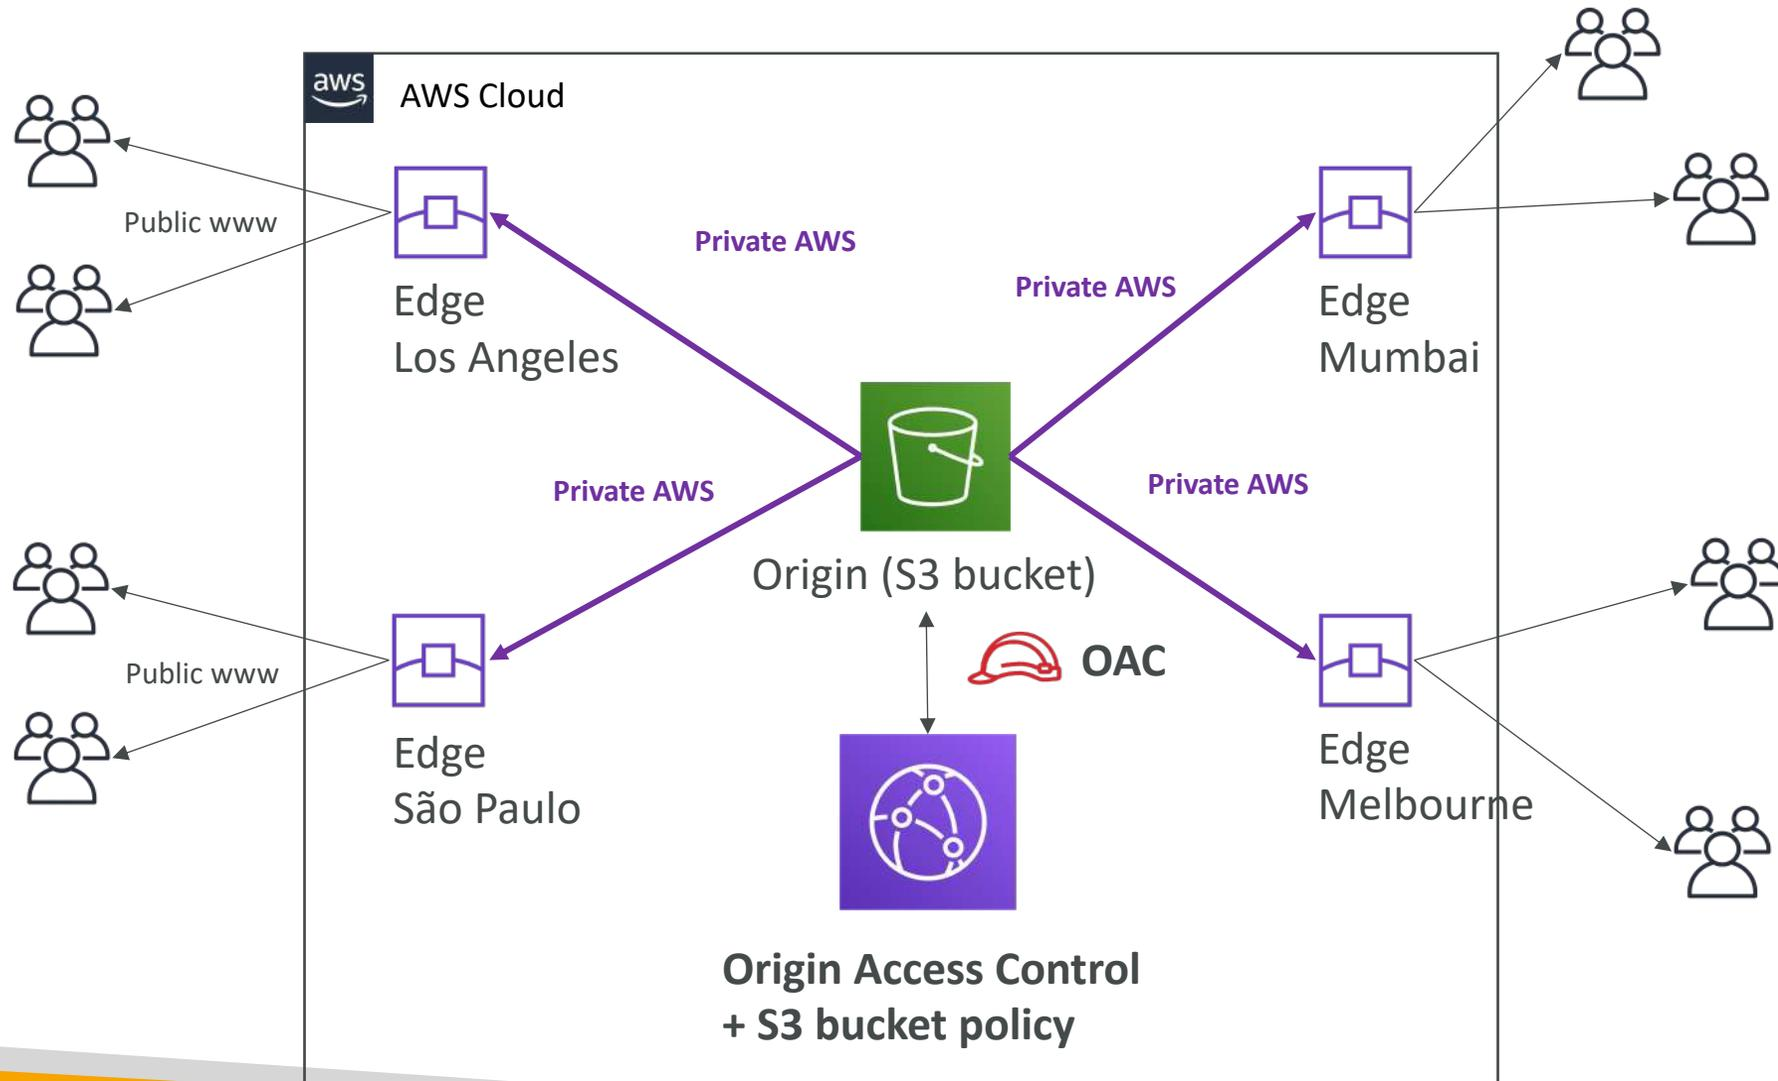 aws
AWS Cloud
Public www
Edge
Los Angeles
Private AWS
Private AWS
Edge
Mumbai
Private AWS
Private AWS
Origin (S3 bucket)
OAC
Public www
Edge
São Paulo
Edge
Melbourne
Origin Access Control
+ S3 bucket policy